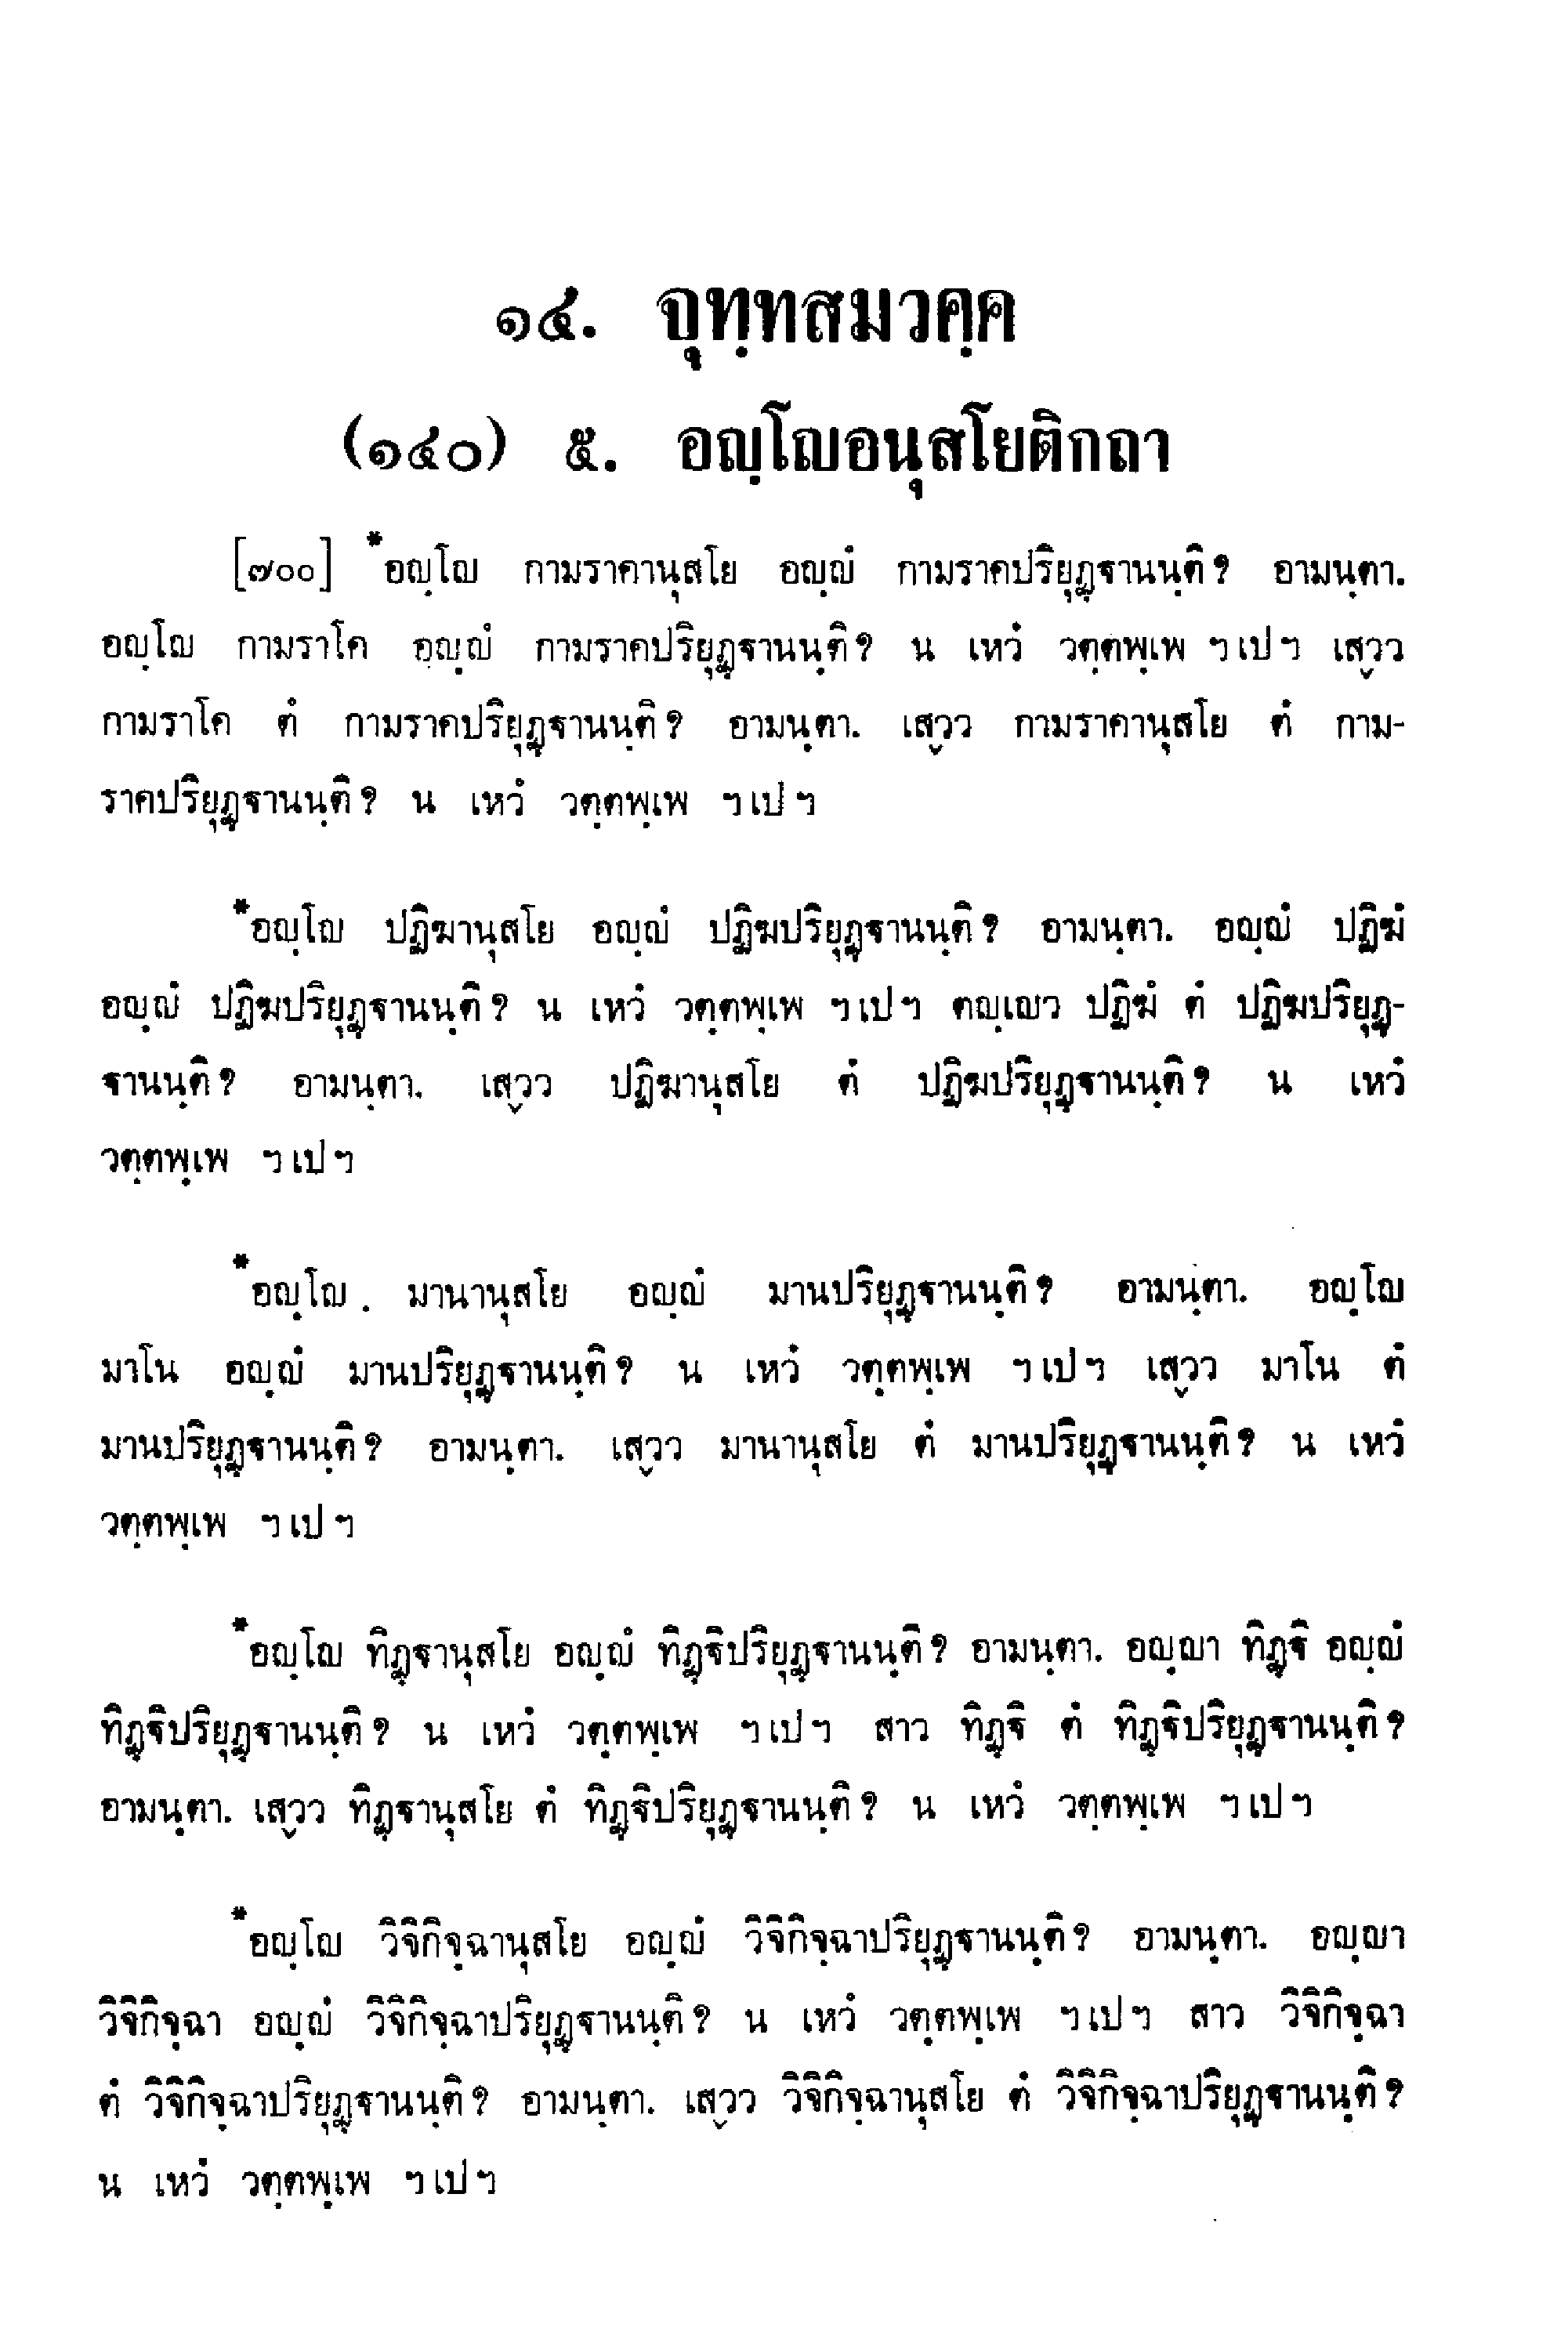 ๑๔. จุทฺทสมวคฺค
(๑๔๐) ๕. อญฺโญอนุสโยติกถา
[๗๐๐] *อญฺโญ กามราคานุสโย อญฺญํ กามราคปริยุฏฺฐานนฺติ? อามนฺตา.
อญฺโญ กามราโค อญฺญํ กามราคปริยุฏฺฐานนฺติ? น เหวํ วตฺตพฺเพ ฯเปฯ เสวูว
กามราโค ตํ กามราคปริยุฏฺฐานนฺติ? อามนฺตา. เสวูว กามราคานุสโย ตํ กาม-
ราคปริยุฏฺฐานนฺติ? น เหวํ วตฺตพฺเพ ฯเปฯ
*อญฺโญ ปฏิฆานุสโย อญฺญํ ปฏิฆปริยุฏฺฐานนฺติ? อามนฺตา. อญฺญํ ปฏิฆํ
อญฺญํ ปฏิฆปริยุฏฺฐานนฺติ? น เหวํ วตฺตพฺเพ ฯเปฯ ตญฺเญว ปฏิฆํ ตํ ปฏิฆปริยุฏฺ-
ฐานนฺติ? อามนฺตา. เสวูว ปฏิฆานุสโย ตํ ปฏิฆปริยุฏฺฐานนฺติ? น เหวํ
วตฺตพฺเพ ฯเปฯ
*อญฺโญ . มานานุสโย อญฺญํ มานปริยุฏฺฐานนฺติ? อามนฺตา. อญฺโญ
มาโน อญฺญํ มานปริยุฏฺฐานนฺติ? น เหวํ วตฺตพฺเพ ฯเปฯ เสวูว มาโน ตํ
มานปริยุฏฺฐานนฺติ? อามนฺตา. เสวูว มานานุสโย ตํ มานปริยุฏฺฐานนฺติ? น เหวํ
วตฺตพฺเพ ฯเปฯ
*อญฺโญ ทิฏฺฐานุสโย อญฺญํ ทิฏฺฐิปริยุฏฺฐานนฺติ? อามนฺตา. อญฺญา ทิฏฺฐิ อญฺญํ
ทิฏฺฐิปริยุฏฺฐานนฺติ? น เหวํ วตฺตพฺเพ ฯเปฯ สาว ทิฏฺฐิ ตํ ทิฏฺฐิปริยุฏฺฐานนฺติ?
อามนฺตา. เสวูว ทิฏฺฐานุสโย ตํ ทิฏฺฐิปริยุฏฺฐานนฺติ? น เหวํ วตฺตพฺเพ ฯเปฯ
*อญฺโญ วิจิกิจฺฉานุสโย อญฺญํ วิจิกิจฺฉาปริยุฏฺฐานนฺติ? อามนฺตา. อญฺญา
วิจิกิจฺฉา อญฺญํ วิจิกิจฺฉาปริยุฏฺฐานนฺติ? น เหวํ วตฺตพฺเพ ฯเปฯ สาว วิจิกิจฺฉา
ตํ วิจิกิจฺฉาปริยุฏฺฐานนฺติ? อามนฺตา. เสวูว วิจิกิจฺฉานุสโย ตํ วิจิกิจฺฉาปริยุฏฺฐานนฺติ?
น เหวํ วตฺตพฺเพ ฯเปฯ